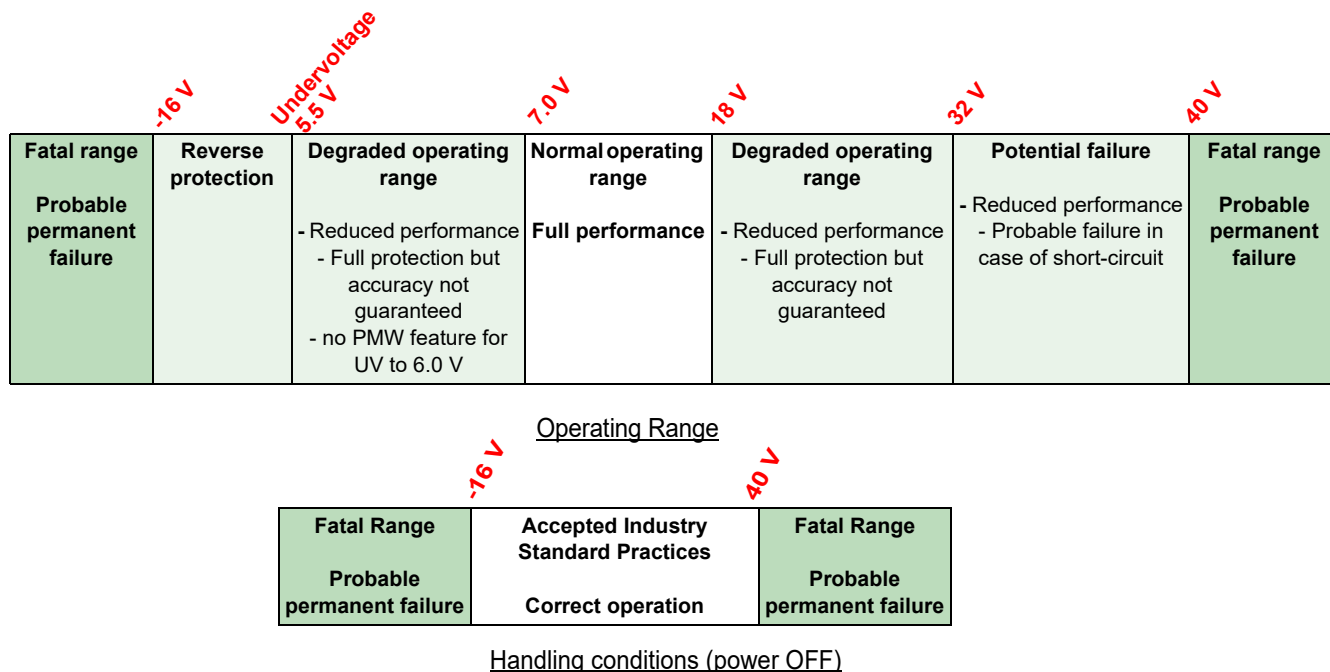 -16 V
Undervoltage
5.5 V
7.0 V
18 V
32 V
40 V
Fatal range
Probable
permanent
failure
Reverse
protection
Degraded operating
range
- Reduced performance
- Full protection but
accuracy not
guaranteed
- no PMW feature for
UV to 6.0 V
Normal operating
range
Full performance
Degraded operating
range
- Reduced performance
- Full protection but
accuracy not
guaranteed
Potential failure
- Reduced performance
- Probable failure in
case of short-circuit
Fatal range
Probable
permanent
failure
Operating Range
-16 V
40 V
Fatal Range
Probable
permanent failure
Accepted Industry
Standard Practices
Correct operation
Fatal Range
Probable
permanent failure
Handling conditions (power OFF)